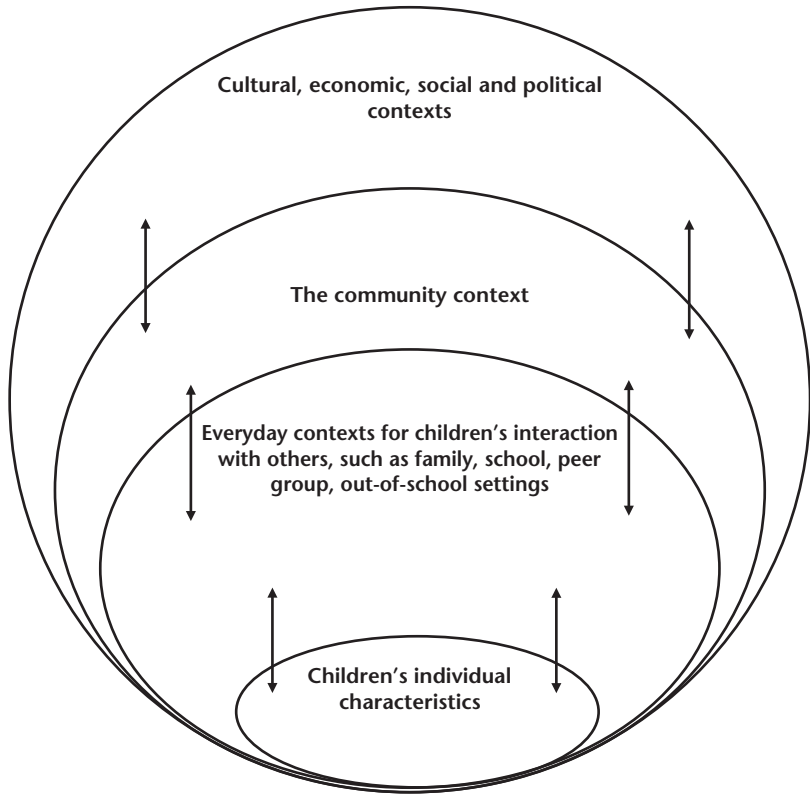 Cultural, economic, social and political
contexts
The community context
Everyday contexts for children’s interaction
with others, such as family, school, peer
group, out-of-school settings
Children’s individual
characteristics